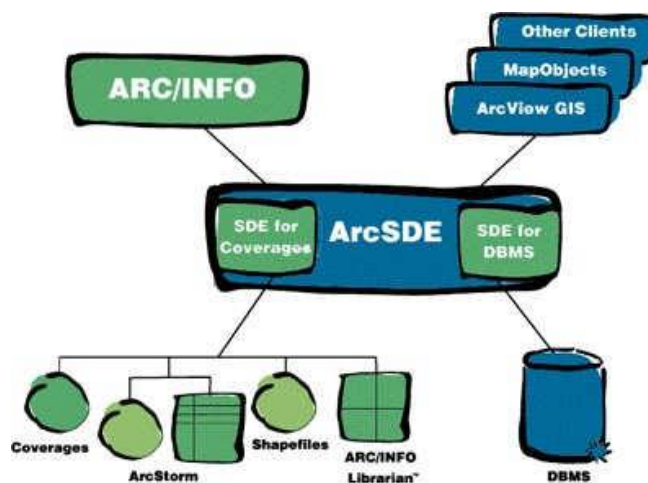 Other Clients
MapObjects
ArcView GIS
ARC/INFO
SDE for
Coverages
ArcSDE
SDE for
DBMS
Coverages
ArcStorm
Shapefiles
ARC/INFO
Librarian™
DBMS